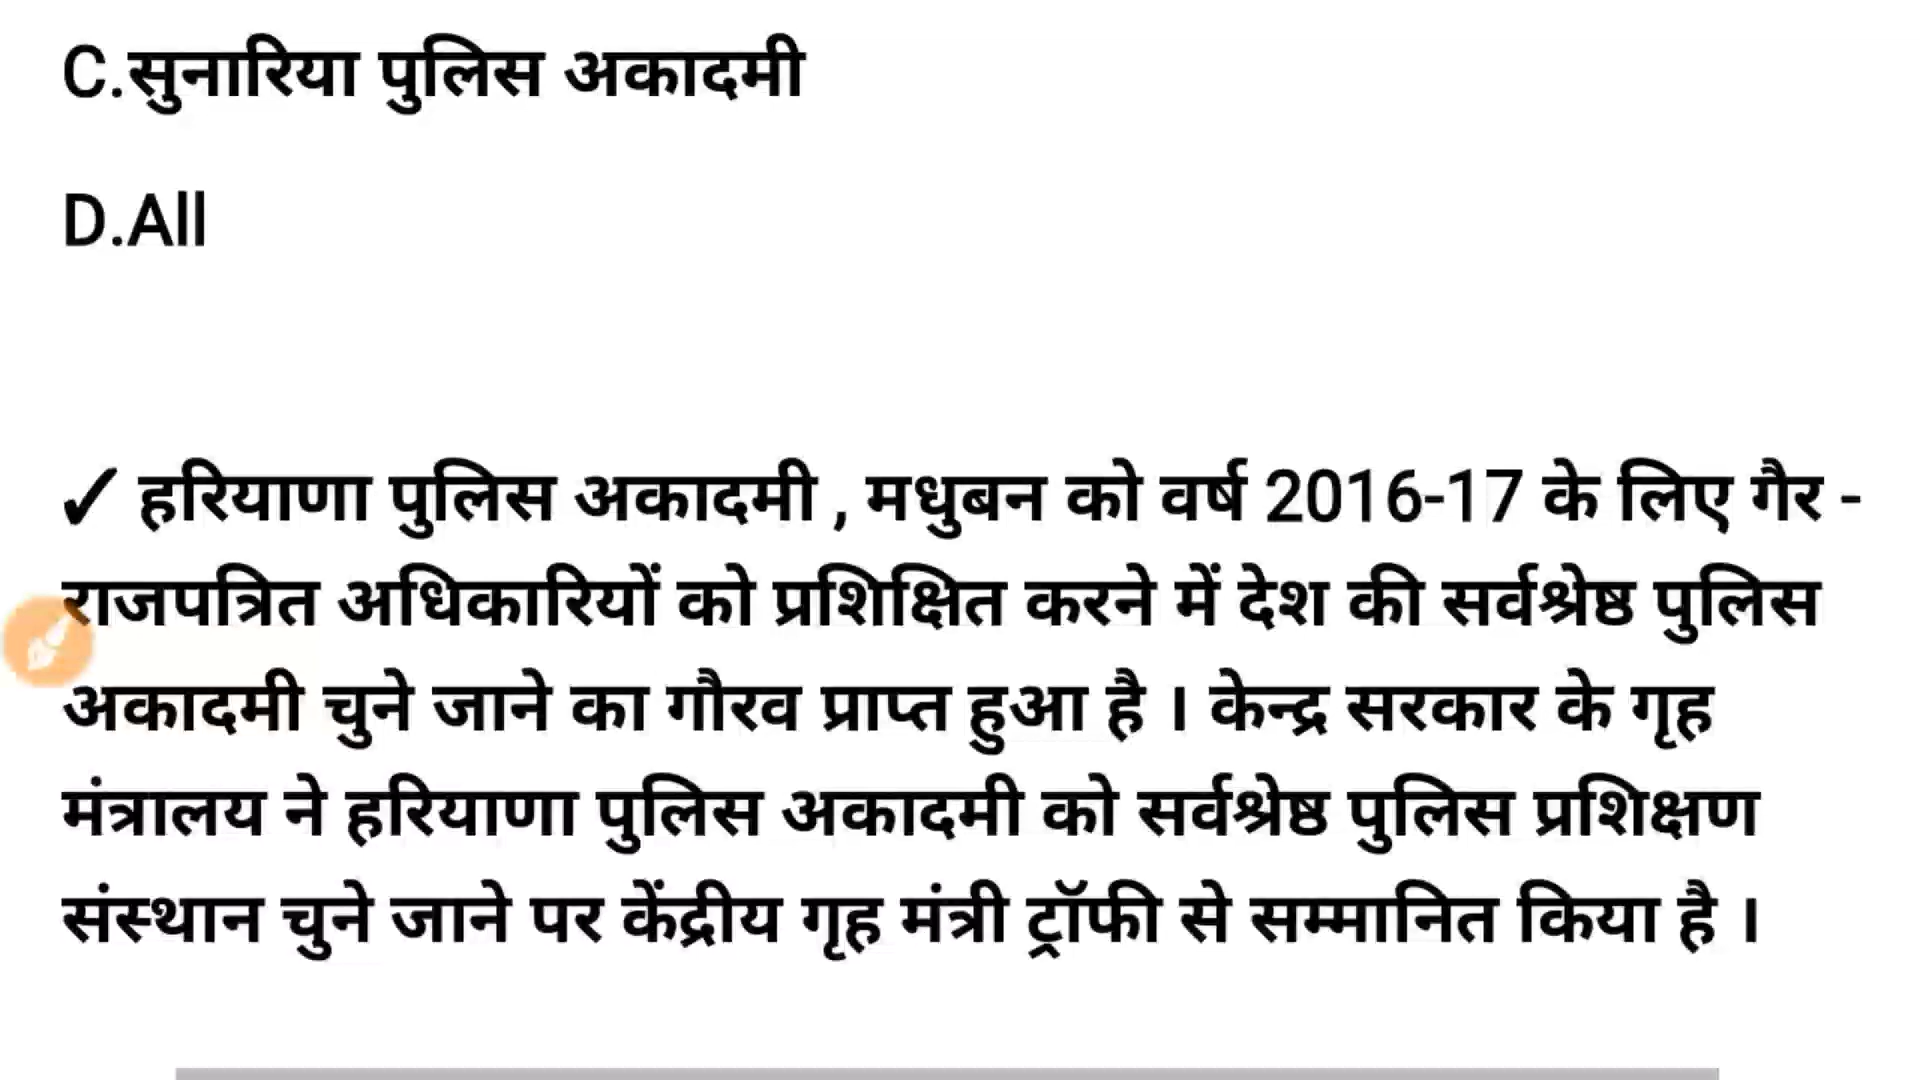 C.सुनारिया पुलिस अकादमी
D.All
✓ हरियाणा पुलिस अकादमी , मधुबन को वर्ष 2016-17 के लिए गैर -
राजपत्रित अधिकारियों को प्रशिक्षित करने में देश की सर्वश्रेष्ठ पुलिस
अकादमी चुने जाने का गौरव प्राप्त हुआ है । केन्द्र सरकार के गृह
मंत्रालय ने हरियाणा पुलिस अकादमी को सर्वश्रेष्ठ पुलिस प्रशिक्षण
संस्थान चुने जाने पर केंद्रीय गृह मंत्री ट्रॉफी से सम्मानित किया है ।